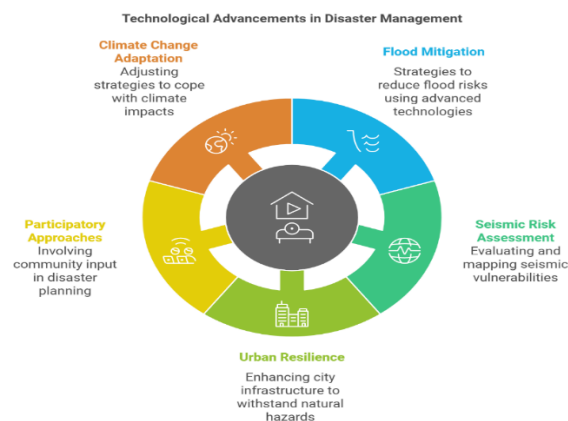 Technological Advancements in Disaster Management
Climate Change
Adaptation
Adjusting
strategies to cope
with climate
impacts
Flood Mitigation
Strategies to
reduce flood risks
using advanced
technologies
Participatory
Approaches
Involving
community input
in disaster
planning
Seismic Risk
Assessment
Evaluating and
mapping seismic
vulnerabilities
Urban Resilience
Enhancing city
infrastructure to
withstand natural
hazards